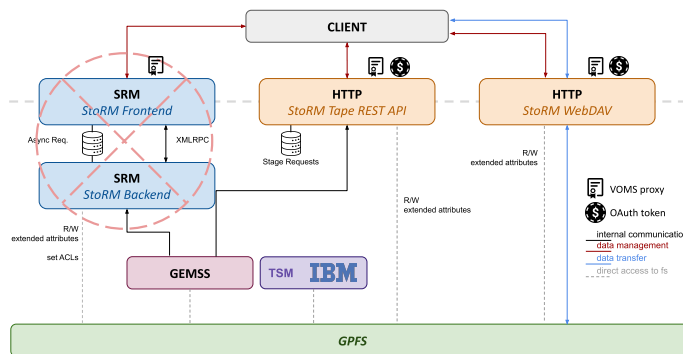 CLIENT
SRM
StoRM Frontend
HTTP
StoRM Tape REST API
HTTP
StoRM WebDAV
Async Req.
XMLRPC
Stage Requests
SRM
StoRM Backend
R/W
extended attributes
VOMS proxy
OAuth token
R/W
extended attributes
R/W
extended attributes
set ACLs
internal communicatio
data management
data transfer
direct access to fs
GEMSS
TSM
IBM
GPFS